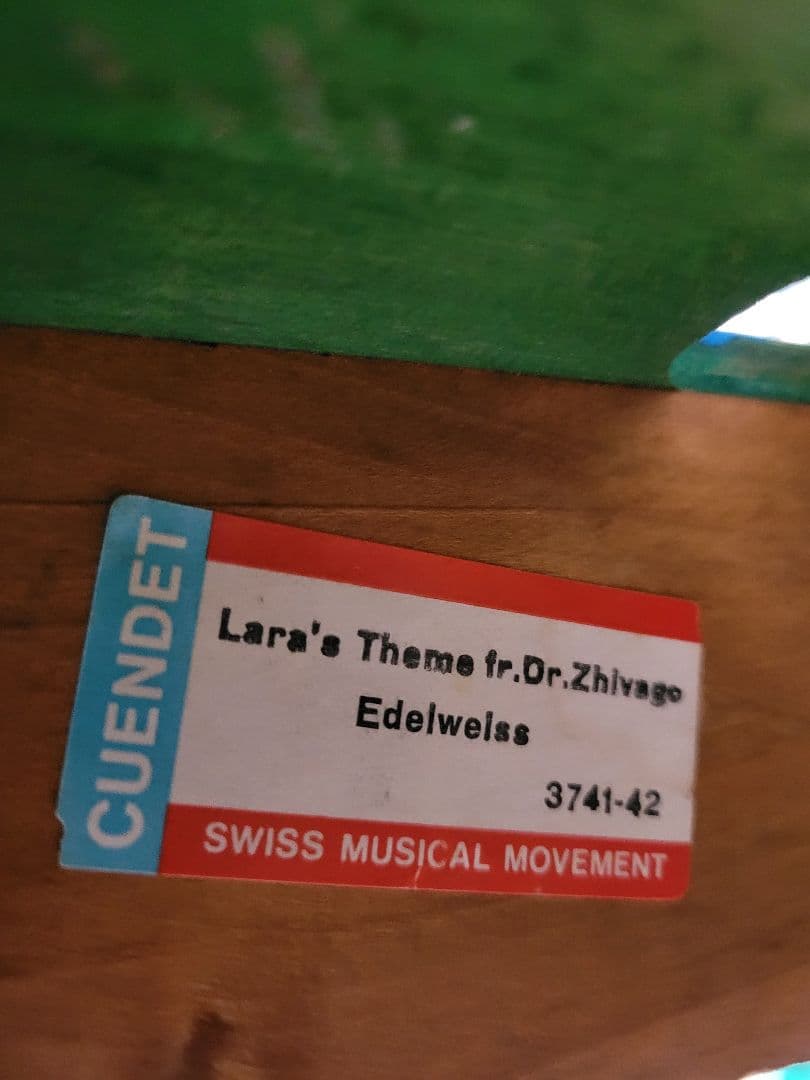 CUENDET
Lara's Theme fr.Dr.Zhivago
Edelweiss
3741-42
SWISS MUSICAL MOVEMENT